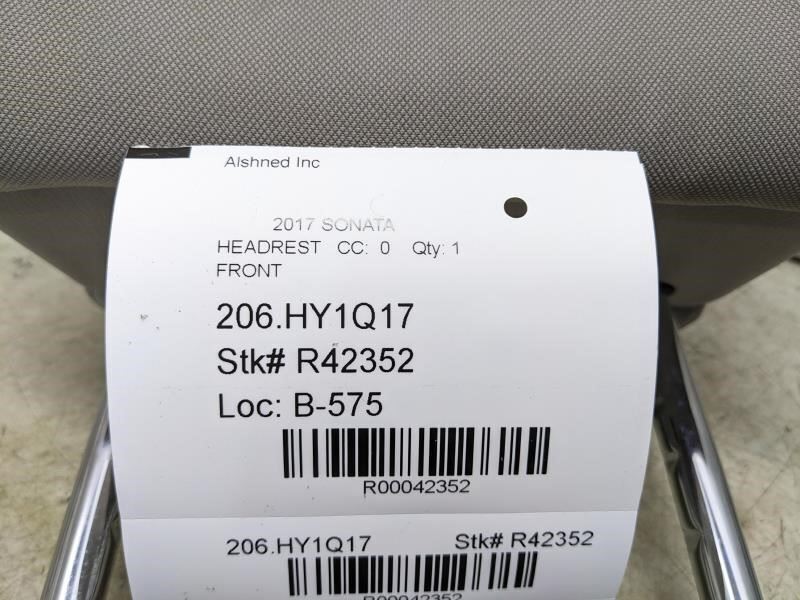 Alshned Inc
2017 SONATA
HEADREST CC: 0 Qty: 1
FRONT
206.HY1Q17
Stk# R42352
Loc: B-575
R00042352
206.HY1Q17 Stk# R42352
R00042352